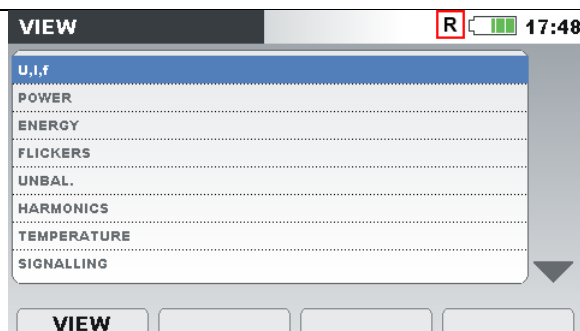 VIEW R 17:48
U,I,f
POWER
ENERGY
FLICKERS
UNBAL.
HARMONICS
TEMPERATURE
SIGNALLING
VIEW